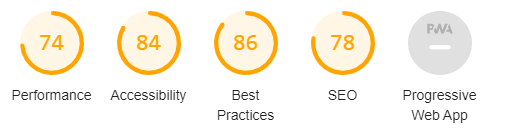 74
84
86
78
PWA
Performance
Accessibility
Best
Practices
SEO
Progressive
Web App